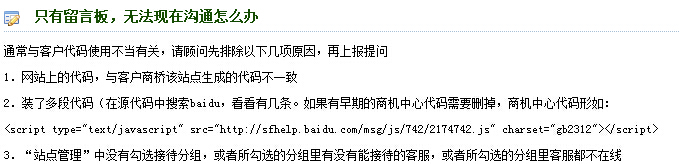 只有留言板，无法现在沟通怎么办
通常与客户代码使用不当有关，请顾问先排除以下几项原因，再上报提问
1．网站上的代码，与客户商桥该站点生成的代码不一致
2．装了多段代码（在源代码中搜索baidu，看看有几条。如果有早期的商机中心代码需要删掉，商机中心代码形如：
<script type="text/javascript" src="http://sfhelp.baidu.com/msg/js/742/2174742.js" charset="gb2312"></script>
3．“站点管理”中没有勾选接待分组，或者所勾选的分组里有没有能接待的客服，或者所勾选的分组里客服都不在线